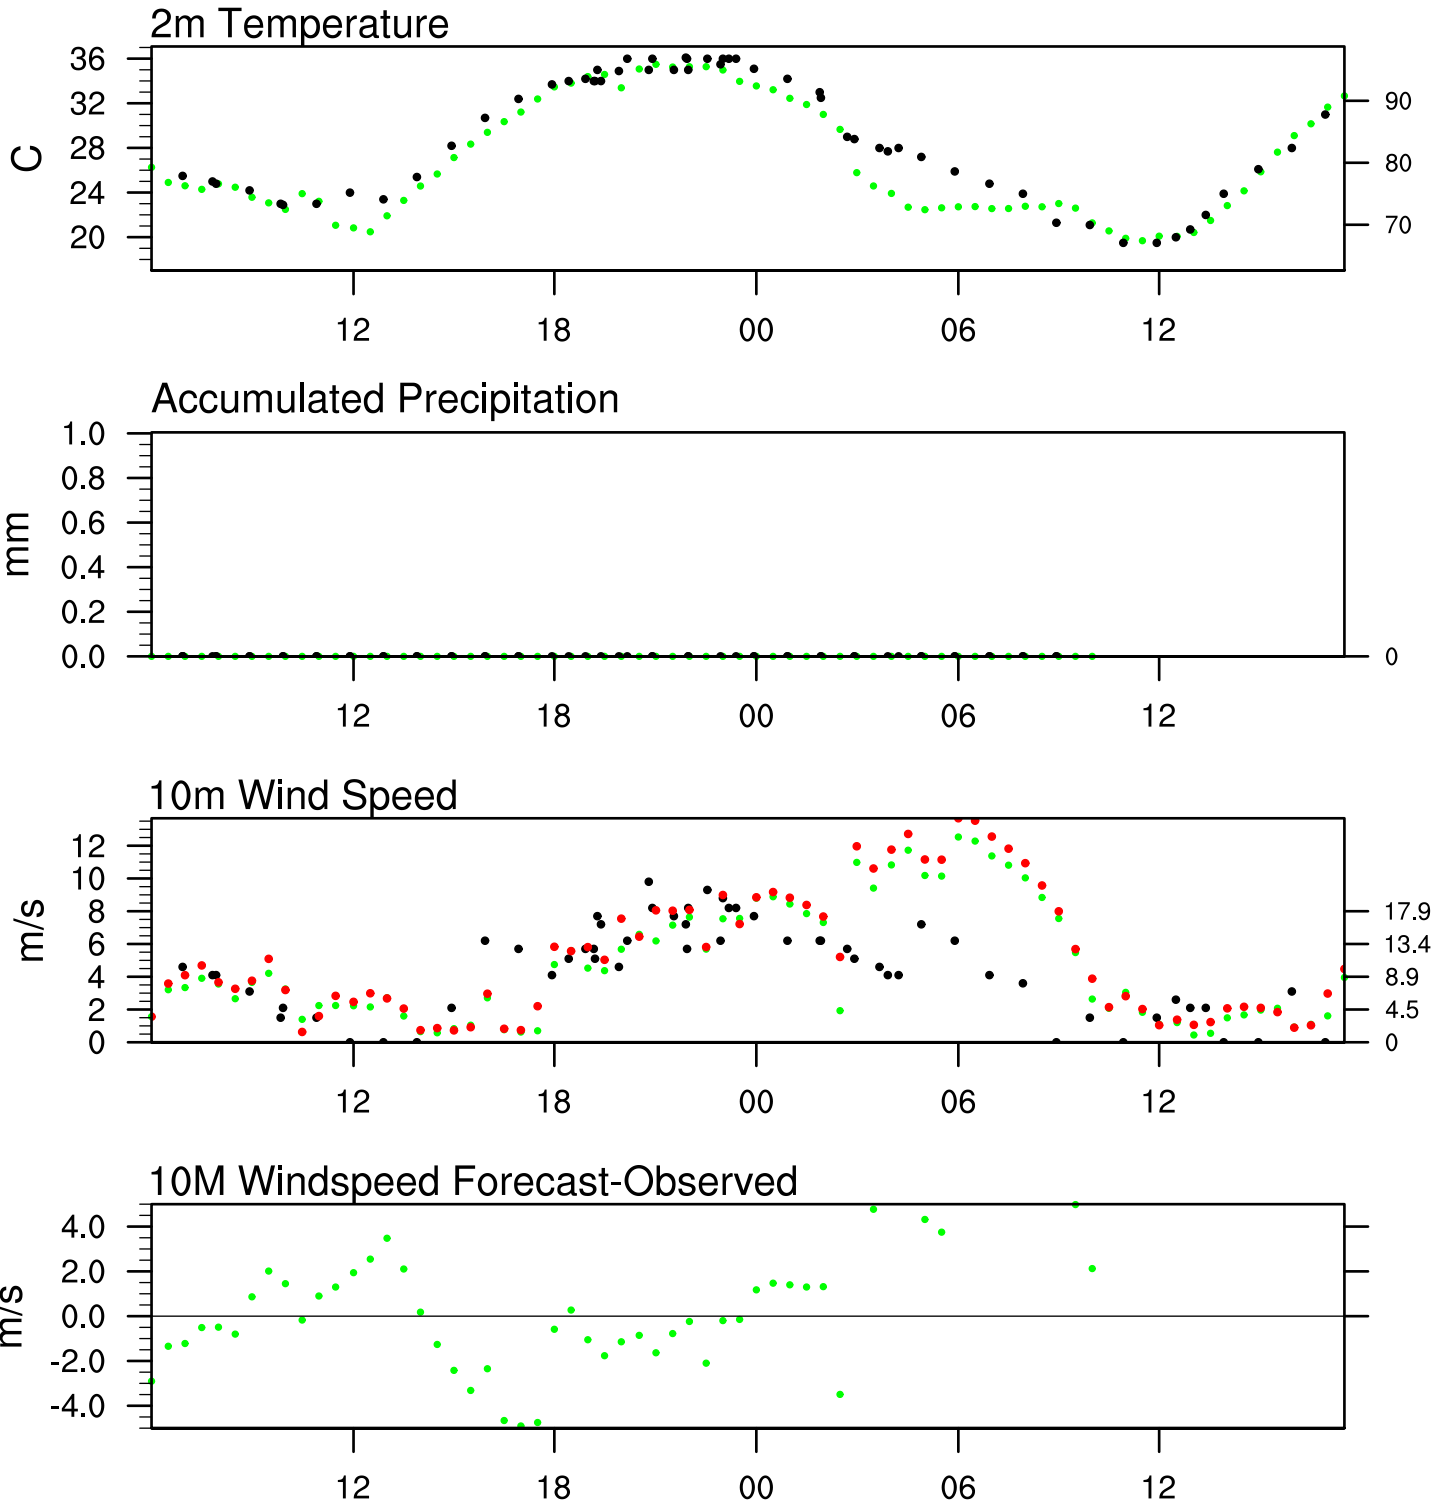 2m Temperature
36
32
28
24
20
C
90
80
70
12 18 00 06 12
Accumulated Precipitation
1.0
0.8
0.6
0.4
0.2
0.0
mm
0
12 18 00 06 12
10m Wind Speed
12
10
8
6
4
2
0
m/s
17.9
13.4
8.9
4.5
0
12 18 00 06 12
10M Windspeed Forecast-Observed
4.0
2.0
0.0
-2.0
-4.0
m/s
12 18 00 06 12